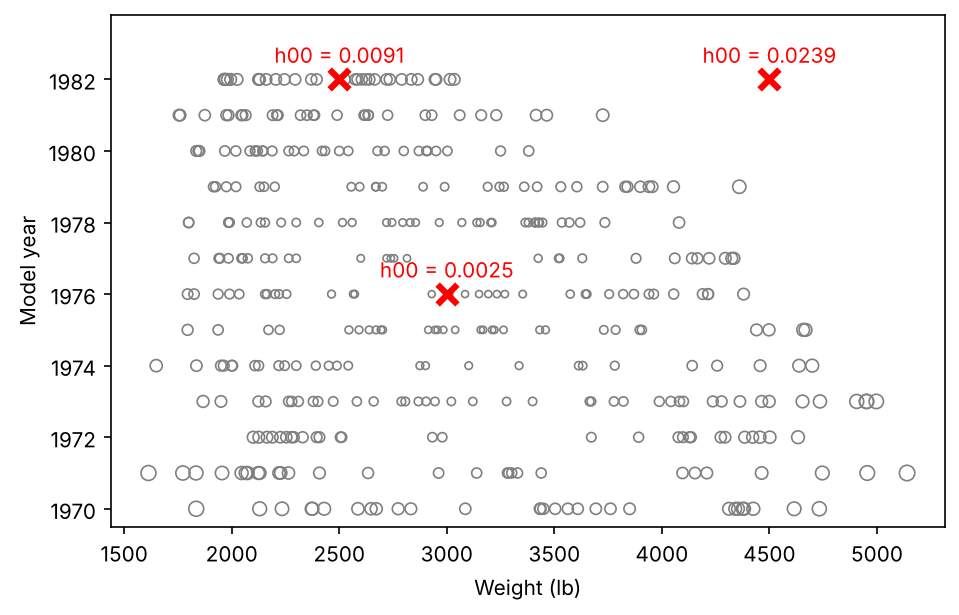 h00 = 0.0091
h00 = 0.0239
h00 = 0.0025
1982
1980
1978
1976
1974
1972
1970
Model year
1500 2000 2500 3000 3500 4000 4500 5000
Weight (lb)